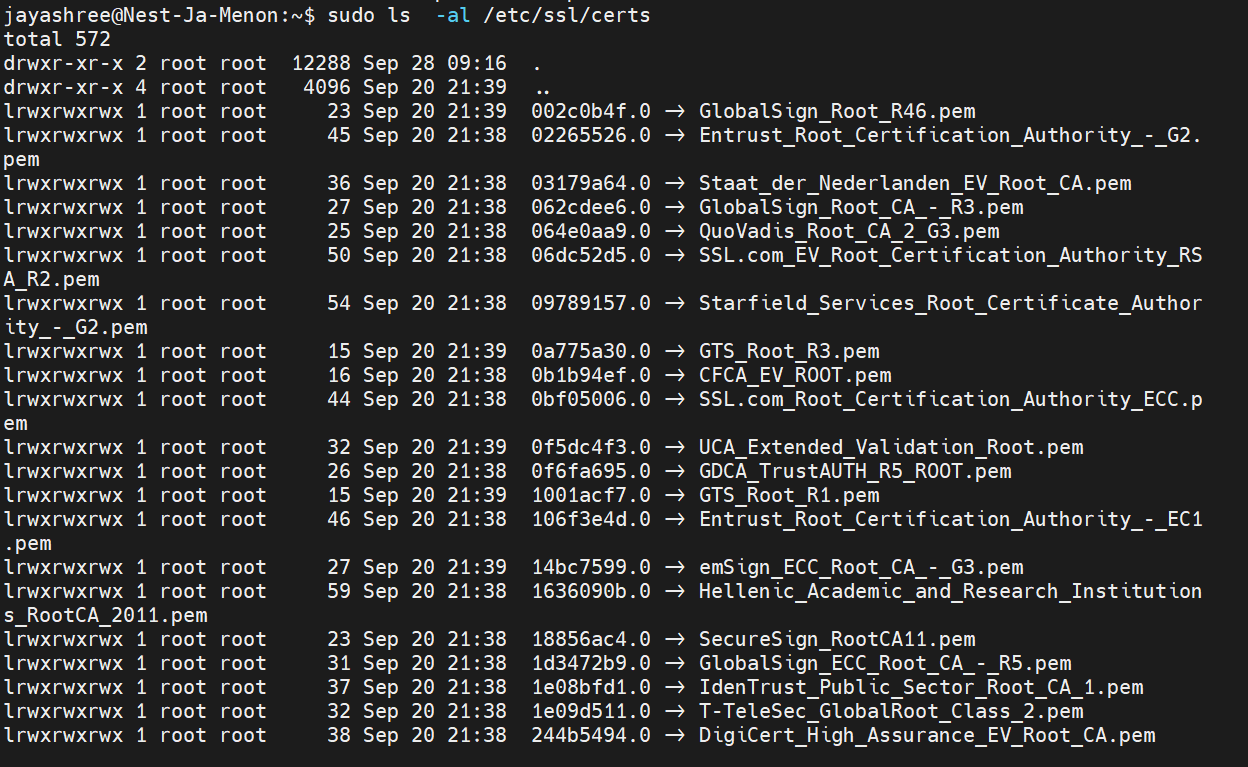 jayashree@Nest-Ja-Menon:~$ sudo ls  -al /etc/ssl/certs
total 572
drwxr-xr-x 2 root root  12288 Sep 28 09:16  .
drwxr-xr-x 4 root root   4096 Sep 20 21:39  ..
lrwxrwxrwx 1 root root     23 Sep 20 21:39  002c0b4f.0 -> GlobalSign_Root_R46.pem
lrwxrwxrwx 1 root root     45 Sep 20 21:38  02265526.0 -> Entrust_Root_Certification_Authority_-_G2.
pem
lrwxrwxrwx 1 root root     36 Sep 20 21:38  03179a64.0 -> Staat_der_Nederlanden_EV_Root_CA.pem
lrwxrwxrwx 1 root root     27 Sep 20 21:38  062cdee6.0 -> GlobalSign_Root_CA_-_R3.pem
lrwxrwxrwx 1 root root     25 Sep 20 21:38  064e0aa9.0 -> QuoVadis_Root_CA_2_G3.pem
lrwxrwxrwx 1 root root     50 Sep 20 21:38  06dc52d5.0 -> SSL.com_EV_Root_Certification_Authority_RS
A_R2.pem
lrwxrwxrwx 1 root root     54 Sep 20 21:38  09789157.0 -> Starfield_Services_Root_Certificate_Author
ity_-_G2.pem
lrwxrwxrwx 1 root root     15 Sep 20 21:39  0a775a30.0 -> GTS_Root_R3.pem
lrwxrwxrwx 1 root root     16 Sep 20 21:38  0b1b94ef.0 -> CFCA_EV_ROOT.pem
lrwxrwxrwx 1 root root     44 Sep 20 21:38  0bf05006.0 -> SSL.com_Root_Certification_Authority_ECC.p
em
lrwxrwxrwx 1 root root     32 Sep 20 21:39  0f5dc4f3.0 -> UCA_Extended_Validation_Root.pem
lrwxrwxrwx 1 root root     26 Sep 20 21:38  0f6fa695.0 -> GDCA_TrustAUTH_R5_ROOT.pem
lrwxrwxrwx 1 root root     15 Sep 20 21:39  1001acf7.0 -> GTS_Root_R1.pem
lrwxrwxrwx 1 root root     46 Sep 20 21:38  106f3e4d.0 -> Entrust_Root_Certification_Authority_-_EC1
.pem
lrwxrwxrwx 1 root root     27 Sep 20 21:39  14bc7599.0 -> emSign_ECC_Root_CA_-_G3.pem
lrwxrwxrwx 1 root root     59 Sep 20 21:38  1636090b.0 -> Hellenic_Academic_and_Research_Institution
s_RootCA_2011.pem
lrwxrwxrwx 1 root root     23 Sep 20 21:38  18856ac4.0 -> SecureSign_RootCA11.pem
lrwxrwxrwx 1 root root     31 Sep 20 21:38  1d3472b9.0 -> GlobalSign_ECC_Root_CA_-_R5.pem
lrwxrwxrwx 1 root root     37 Sep 20 21:38  1e08bfd1.0 -> IdenTrust_Public_Sector_Root_CA_1.pem
lrwxrwxrwx 1 root root     32 Sep 20 21:38  1e09d511.0 -> T-TeleSec_GlobalRoot_Class_2.pem
lrwxrwxrwx 1 root root     38 Sep 20 21:38  244b5494.0 -> DigiCert_High_Assurance_EV_Root_CA.pem